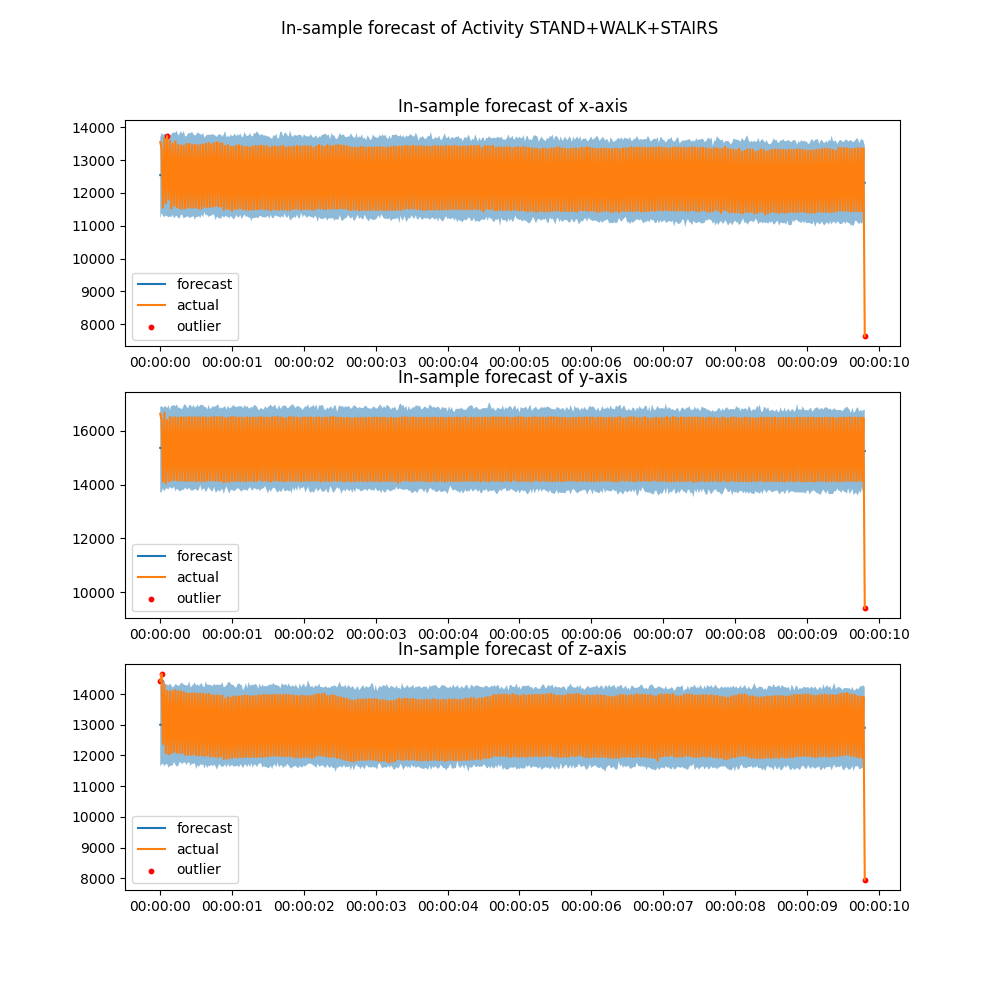 In-sample forecast of Activity STAND+WALK+STAIRS
In-sample forecast of x-axis
14000
13000
12000
11000
10000
9000
8000
forecast
actual
outlier
00:00:00 00:00:01 00:00:02 00:00:03 00:00:04 00:00:05 00:00:06 00:00:07 00:00:08 00:00:09 00:00:10
In-sample forecast of y-axis
16000
14000
12000
10000
forecast
actual
outlier
00:00:00 00:00:01 00:00:02 00:00:03 00:00:04 00:00:05 00:00:06 00:00:07 00:00:08 00:00:09 00:00:10
In-sample forecast of z-axis
14000
13000
12000
11000
10000
9000
8000
forecast
actual
outlier
00:00:00 00:00:01 00:00:02 00:00:03 00:00:04 00:00:05 00:00:06 00:00:07 00:00:08 00:00:09 00:00:10